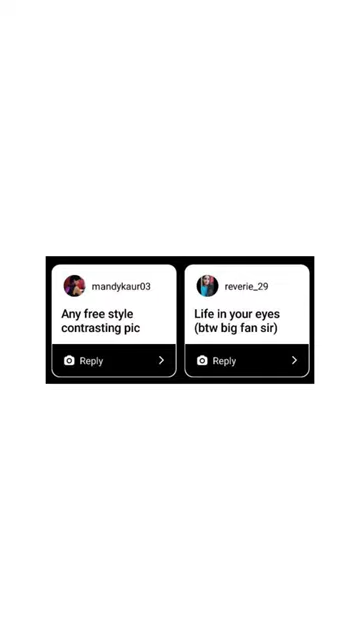 mandykaur03
Any free style
contrasting pic
Reply
reverie_29
Life in your eyes
(btw big fan sir)
Reply